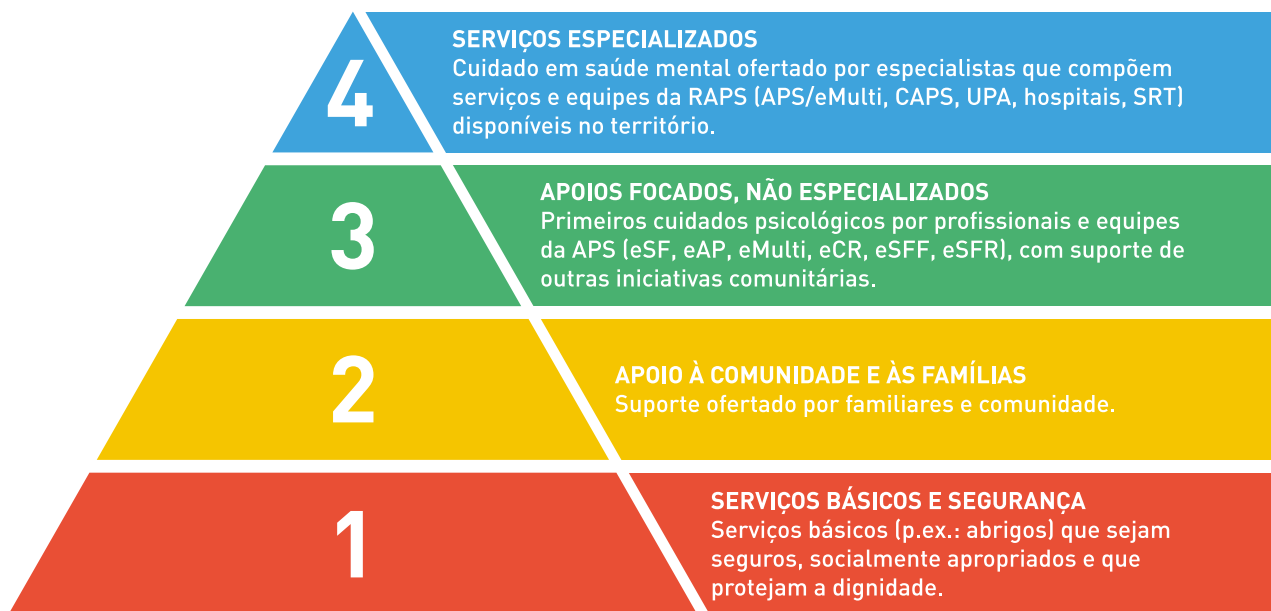 4
SERVIÇOS ESPECIALIZADOS
Cuidado em saúde mental ofertado por especialistas que compõem
serviços e equipes da RAPS (APS/eMulti, CAPS, UPA, hospitais, SRT)
disponíveis no território.
3
APOIOS FOCADOS, NÃO ESPECIALIZADOS
Primeiros cuidados psicológicos por profissionais e equipes
da APS (eSF, eAP, eMulti, eCR, eSFF, eSFR), com suporte de
outras iniciativas comunitárias.
2
APOIO À COMUNIDADE E ÀS FAMÍLIAS
Suporte ofertado por familiares e comunidade.
1
SERVIÇOS BÁSICOS E SEGURANÇA
Serviços básicos (p.ex.: abrigos) que sejam
seguros, socialmente apropriados e que
protejam a dignidade.